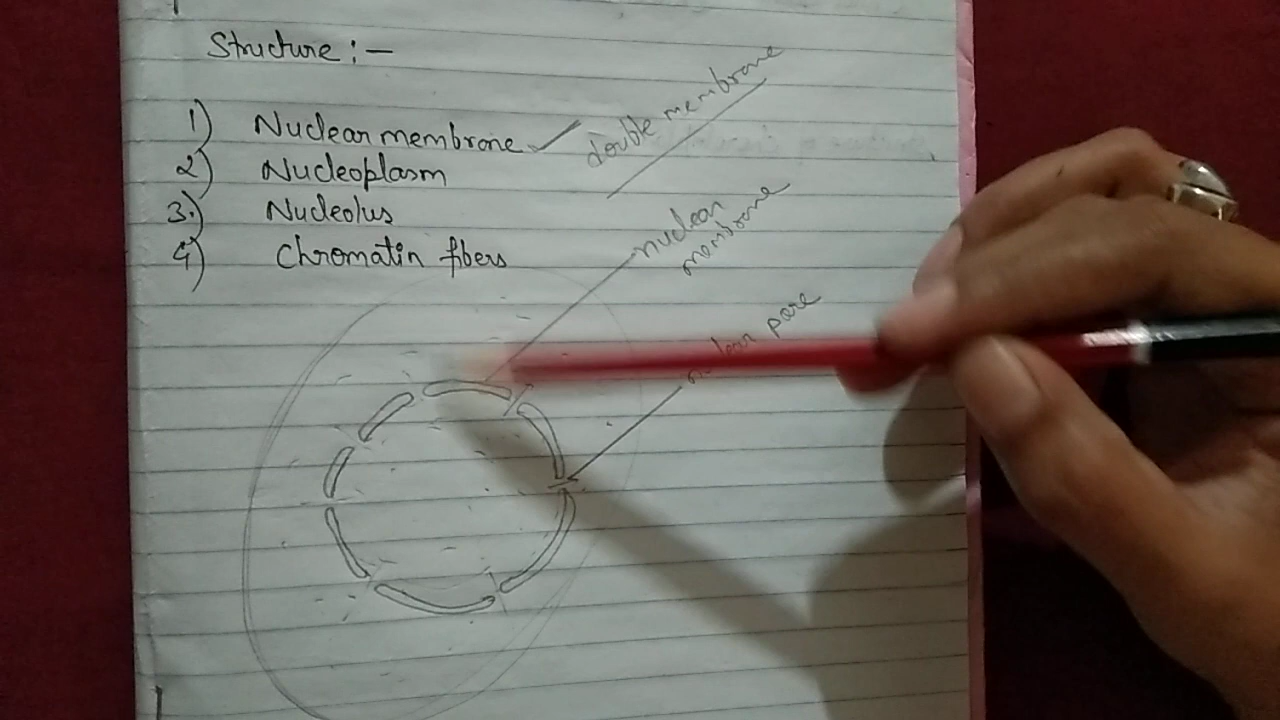 Structure :-
1) Nuclear membrane ✓
double membrane
2) Nucleoplasm
3.) Nucleolus
4) Chromatin fibers
nuclear
membrane
pore